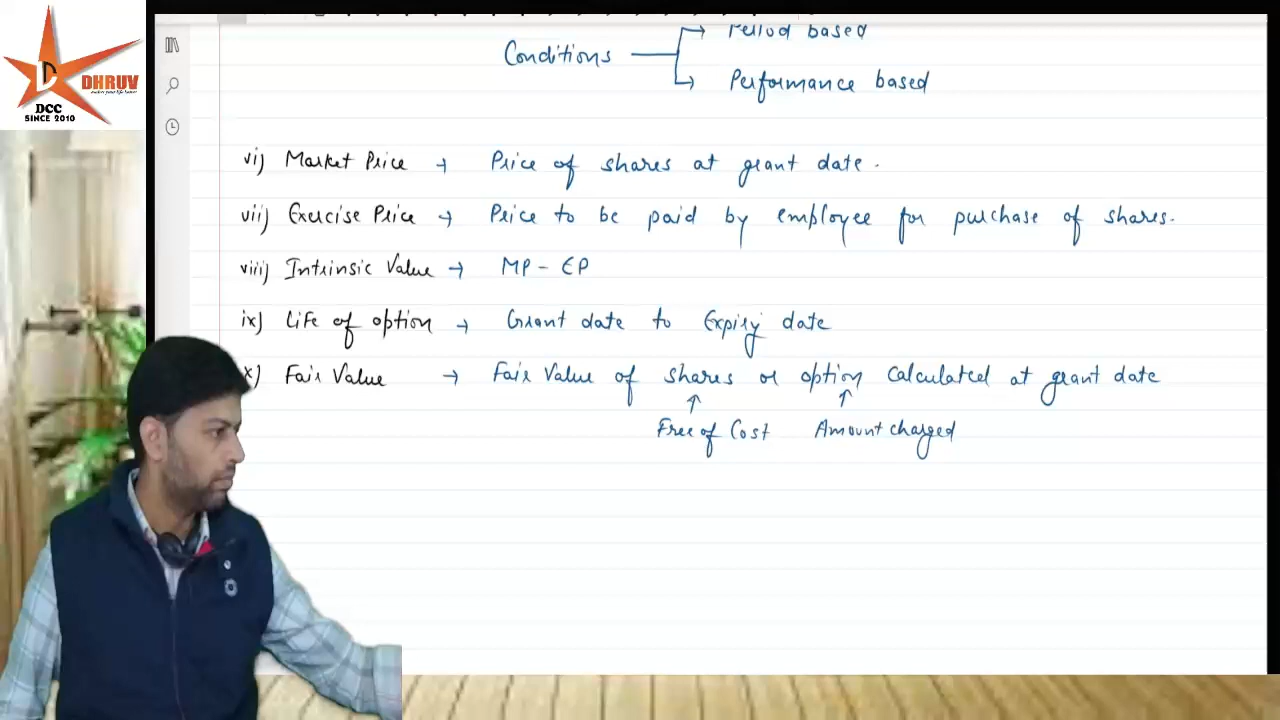 D
DHRUV
DCC
SINCE 2010
Conditions
Period based
Performance based
vi) Market Price → Price of shares at grant date.
vii) Exercise Price → Price to be paid by employee for purchase of shares.
viii) Intrinsic Value → MP - EP
ix) Life of option → Grant date to Expiry date
x) Fair Value → Fair Value of shares or option calculated at grant date
↑ ↑
Free of Cost Amount charged